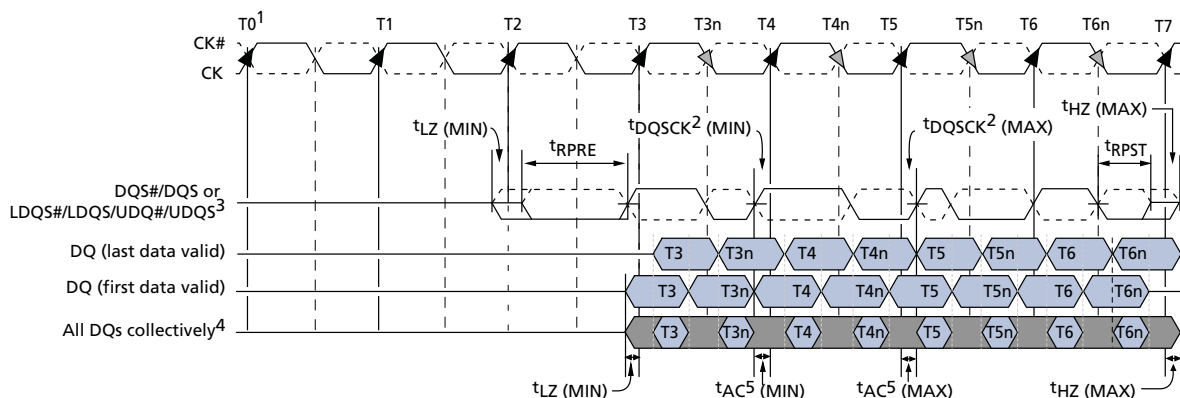 T0¹ T1 T2 T3 T3n T4 T4n T5 T5n T6 T6n T7
CK#
CK
tHZ (MAX)
tLZ (MIN) tDQSCK² (MIN) tDQSCK² (MAX)
tRPRE tRPST
DQS#/DQS or
LDQS#/LDQS/UDQ#/UDQS³
DQ (last data valid) T3 T3n T4 T4n T5 T5n T6 T6n
DQ (first data valid) T3 T3n T4 T4n T5 T5n T6 T6n
All DQs collectively⁴ T3 T3n T4 T4n T5 T5n T6 T6n
tLZ (MIN) tAC⁵ (MIN) tAC⁵ (MAX) tHZ (MAX)